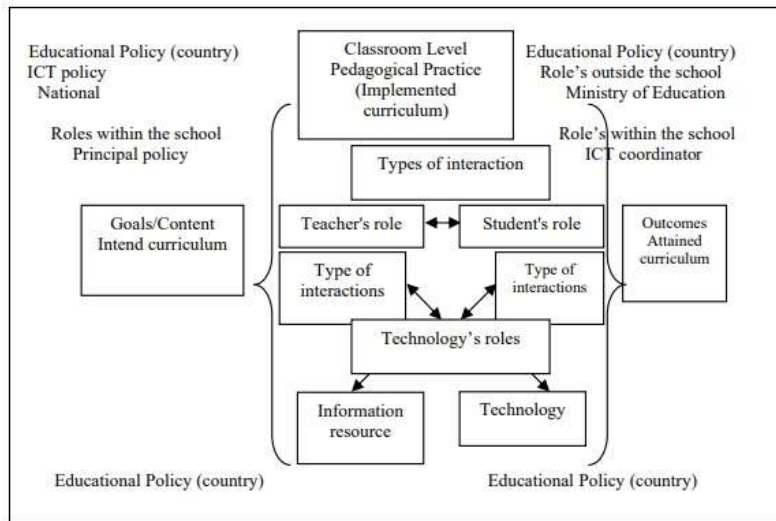 Educational Policy (country)
ICT policy
National
Roles within the school
Principal policy
Classroom Level
Pedagogical Practice
(Implemented
curriculum)
Educational Policy (country)
Role's outside the school
Ministry of Education
Role's within the school
ICT coordinator
Types of interaction
Goals/Content
Intend curriculum
Teacher's role
Student's role
Outcomes
Attained
curriculum
Type of
interactions
Type of
interactions
Technology's roles
Information
resource
Technology
Educational Policy (country)
Educational Policy (country)